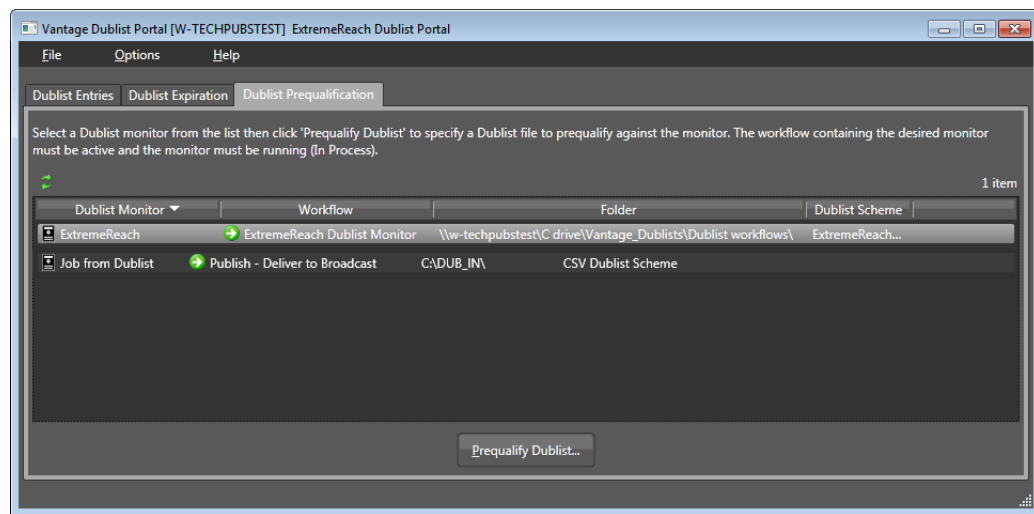 Vantage Dublist Portal [W-TECHPUBSTEST] ExtremeReach Dublist Portal
File Options Help
Dublist Entries Dublist Expiration Dublist Prequalification
Select a Dublist monitor from the list then click 'Prequalify Dublist' to specify a Dublist file to prequalify against the monitor. The workflow containing the desired monitor
must be active and the monitor must be running (In Process).
1 item
Dublist Monitor Workflow Folder Dublist Scheme
ExtremeReach ExtremeReach Dublist Monitor \\w-techpubstest\C drive\Vantage_Dublists\Dublist workflows\ ExtremeReach...
Job from Dublist Publish - Deliver to Broadcast C:\DUB_IN\ CSV Dublist Scheme
Prequalify Dublist...